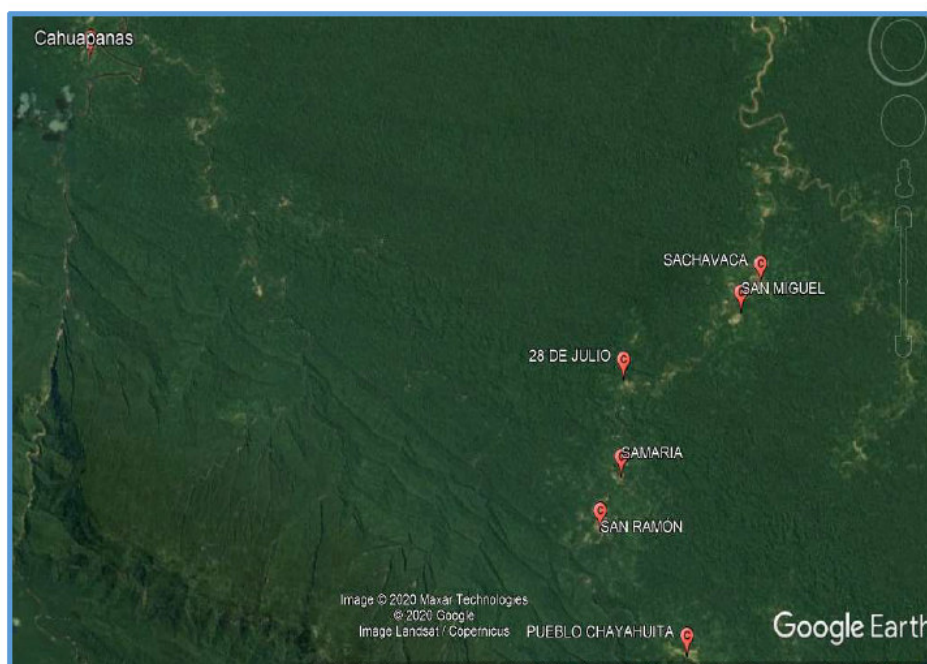 Cahuapanas
SACHAVACA
SAN MIGUEL
28 DE JULIO
SAMARIA
SAN RAMÓN
Image © 2020 Maxar Technologies
© 2020 Google
Image Landsat / Copernicus
PUEBLO CHAYAHUITA
Google Earth